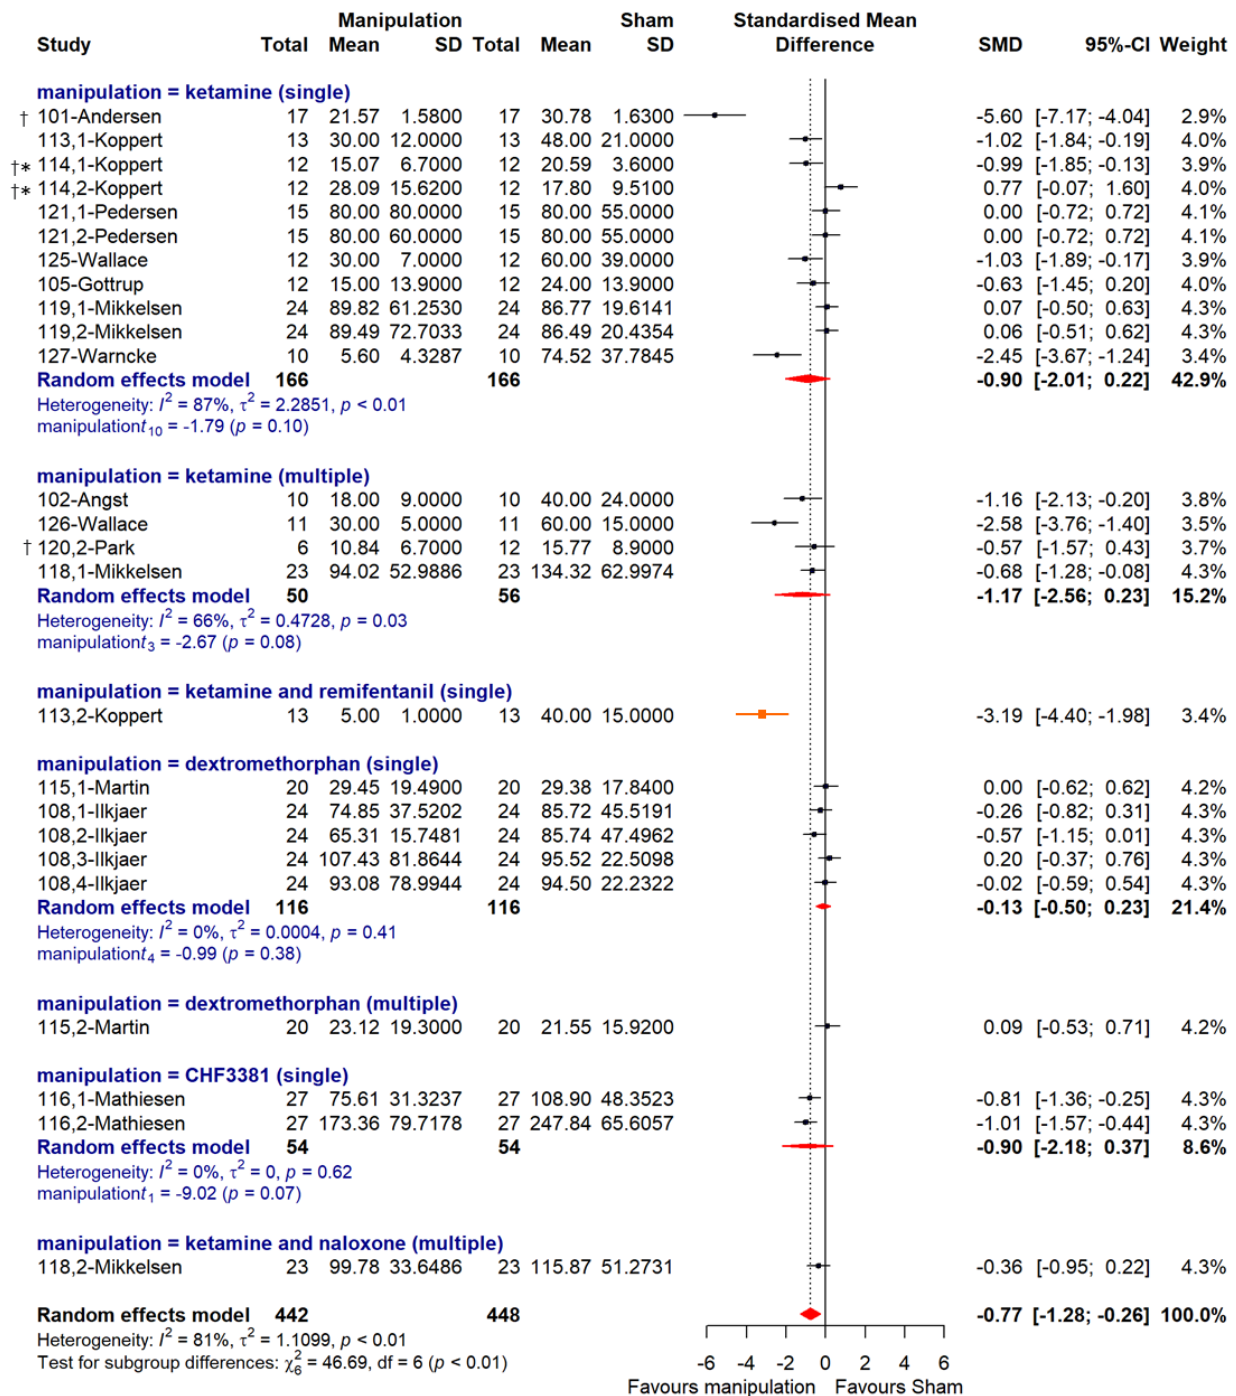 Manipulation Sham Standardised Mean
Study Total Mean SD Total Mean SD Difference SMD 95%-CI Weight
manipulation = ketamine (single)
† 101-Andersen 17 21.57 1.5800 17 30.78 1.6300 -5.60 [-7.17; -4.04] 2.9%
113,1-Koppert 13 30.00 12.0000 13 48.00 21.0000 -1.02 [-1.84; -0.19] 4.0%
†* 114,1-Koppert 12 15.07 6.7000 12 20.59 3.6000 -0.99 [-1.85; -0.13] 3.9%
†* 114,2-Koppert 12 28.09 15.6200 12 17.80 9.5100 0.77 [-0.07; 1.60] 4.0%
121,1-Pedersen 15 80.00 80.0000 15 80.00 55.0000 0.00 [-0.72; 0.72] 4.1%
121,2-Pedersen 15 80.00 60.0000 15 80.00 55.0000 0.00 [-0.72; 0.72] 4.1%
125-Wallace 12 30.00 7.0000 12 60.00 39.0000 -1.03 [-1.89; -0.17] 3.9%
105-Gottrup 12 15.00 13.9000 12 24.00 13.9000 -0.63 [-1.45; 0.20] 4.0%
119,1-Mikkelsen 24 89.82 61.2530 24 86.77 19.6141 0.07 [-0.50; 0.63] 4.3%
119,2-Mikkelsen 24 89.49 72.7033 24 86.49 20.4354 0.06 [-0.51; 0.62] 4.3%
127-Warncke 10 5.60 4.3287 10 74.52 37.7845 -2.45 [-3.67; -1.24] 3.4%
Random effects model 166 166 -0.90 [-2.01; 0.22] 42.9%
Heterogeneity: I² = 87%, τ² = 2.2851, p < 0.01
manipulationt₁₀ = -1.79 (p = 0.10)
manipulation = ketamine (multiple)
102-Angst 10 18.00 9.0000 10 40.00 24.0000 -1.16 [-2.13; -0.20] 3.8%
126-Wallace 11 30.00 5.0000 11 60.00 15.0000 -2.58 [-3.76; -1.40] 3.5%
† 120,2-Park 6 10.84 6.7000 12 15.77 8.9000 -0.57 [-1.57; 0.43] 3.7%
118,1-Mikkelsen 23 94.02 52.9886 23 134.32 62.9974 -0.68 [-1.28; -0.08] 4.3%
Random effects model 50 56 -1.17 [-2.56; 0.23] 15.2%
Heterogeneity: I² = 66%, τ² = 0.4728, p = 0.03
manipulationt₃ = -2.67 (p = 0.08)
manipulation = ketamine and remifentanil (single)
113,2-Koppert 13 5.00 1.0000 13 40.00 15.0000 -3.19 [-4.40; -1.98] 3.4%
manipulation = dextromethorphan (single)
115,1-Martin 20 29.45 19.4900 20 29.38 17.8400 0.00 [-0.62; 0.62] 4.2%
108,1-Ilkjaer 24 74.85 37.5202 24 85.72 45.5191 -0.26 [-0.82; 0.31] 4.3%
108,2-Ilkjaer 24 65.31 15.7481 24 85.74 47.4962 -0.57 [-1.15; 0.01] 4.3%
108,3-Ilkjaer 24 107.43 81.8644 24 95.52 22.5098 0.20 [-0.37; 0.76] 4.3%
108,4-Ilkjaer 24 93.08 78.9944 24 94.50 22.2322 -0.02 [-0.59; 0.54] 4.3%
Random effects model 116 116 -0.13 [-0.50; 0.23] 21.4%
Heterogeneity: I² = 0%, τ² = 0.0004, p = 0.41
manipulationt₄ = -0.99 (p = 0.38)
manipulation = dextromethorphan (multiple)
115,2-Martin 20 23.12 19.3000 20 21.55 15.9200 0.09 [-0.53; 0.71] 4.2%
manipulation = CHF3381 (single)
116,1-Mathiesen 27 75.61 31.3237 27 108.90 48.3523 -0.81 [-1.36; -0.25] 4.3%
116,2-Mathiesen 27 173.36 79.7178 27 247.84 65.6057 -1.01 [-1.57; -0.44] 4.3%
Random effects model 54 54 -0.90 [-2.18; 0.37] 8.6%
Heterogeneity: I² = 0%, τ² = 0, p = 0.62
manipulationt₁ = -9.02 (p = 0.07)
manipulation = ketamine and naloxone (multiple)
118,2-Mikkelsen 23 99.78 33.6486 23 115.87 51.2731 -0.36 [-0.95; 0.22] 4.3%
Random effects model 442 448 -0.77 [-1.28; -0.26] 100.0%
Heterogeneity: I² = 81%, τ² = 1.1099, p < 0.01
Test for subgroup differences: χ²₆ = 46.69, df = 6 (p < 0.01)
-6 -4 -2 0 2 4 6
Favours manipulation Favours Sham